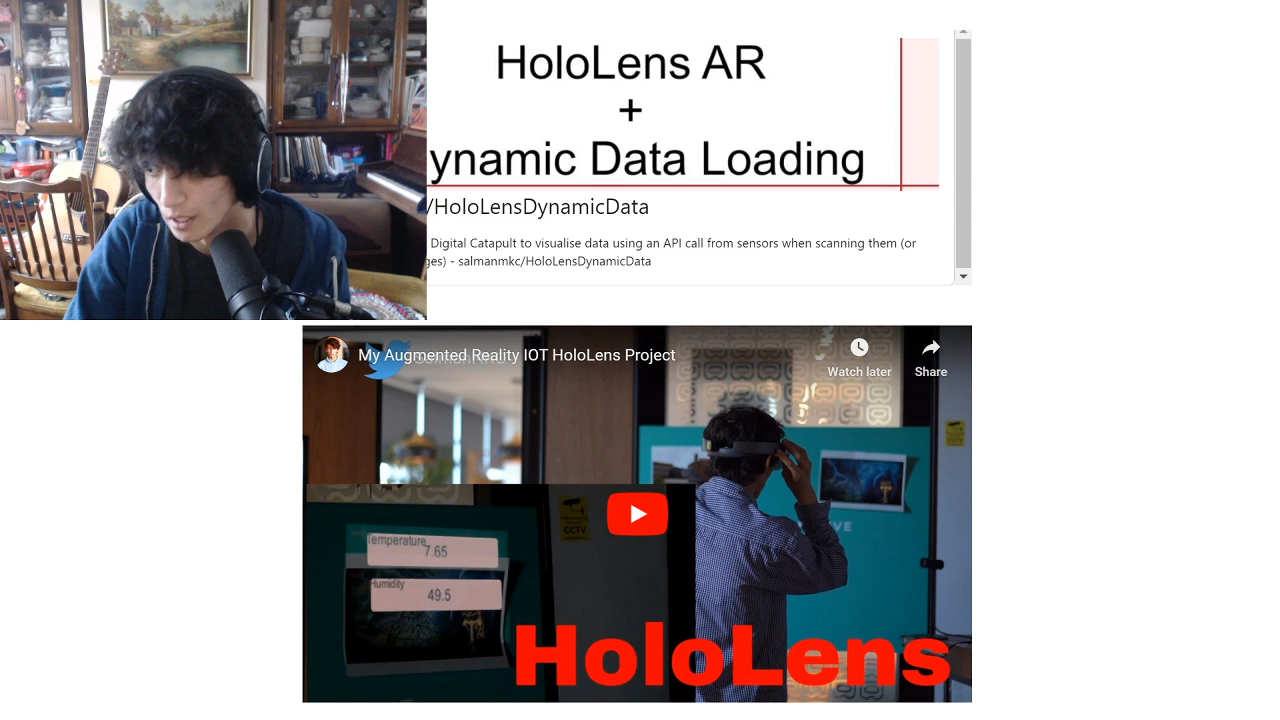 HoloLens AR
+
ynamic Data Loading
/HoloLensDynamicData
Digital Catapult to visualise data using an API call from sensors when scanning them (or
ges) - salmanmkc/HoloLensDynamicData
My Augmented Reality IOT HoloLens Project
Watch later
Share
CCTV
Temperature
7.65
Humidity
49.5
HoloLens